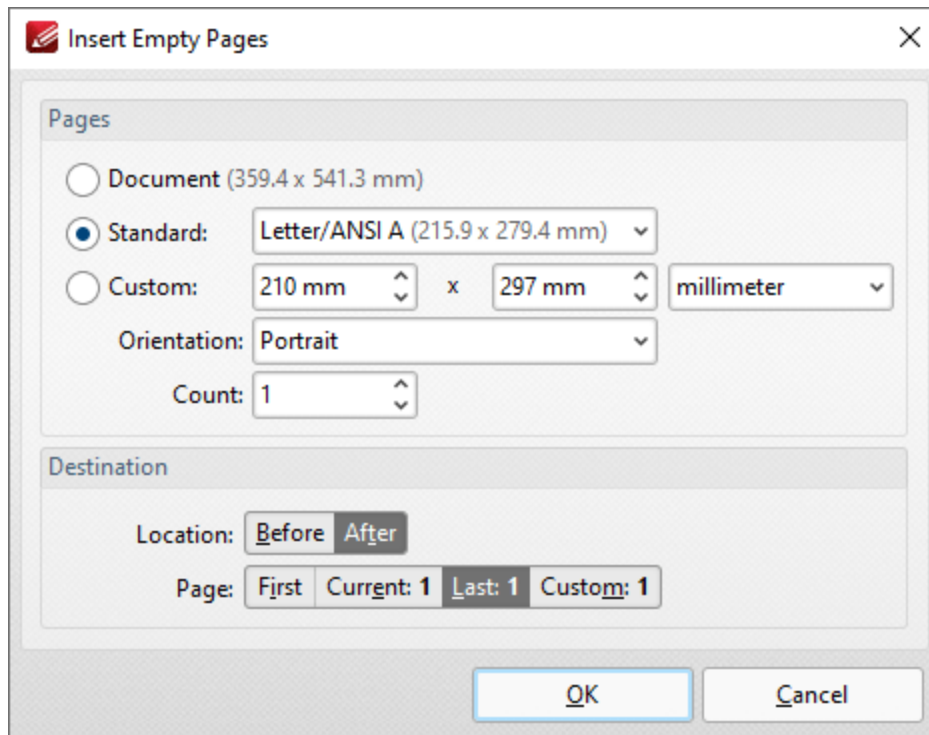 Insert Empty Pages
Pages
Document (359.4 x 541.3 mm)
Standard: Letter/ANSI A (215.9 x 279.4 mm)
Custom: 210 mm x 297 mm millimeter
Orientation: Portrait
Count: 1
Destination
Location: Before After
Page: First Current: 1 Last: 1 Custom: 1
OK Cancel